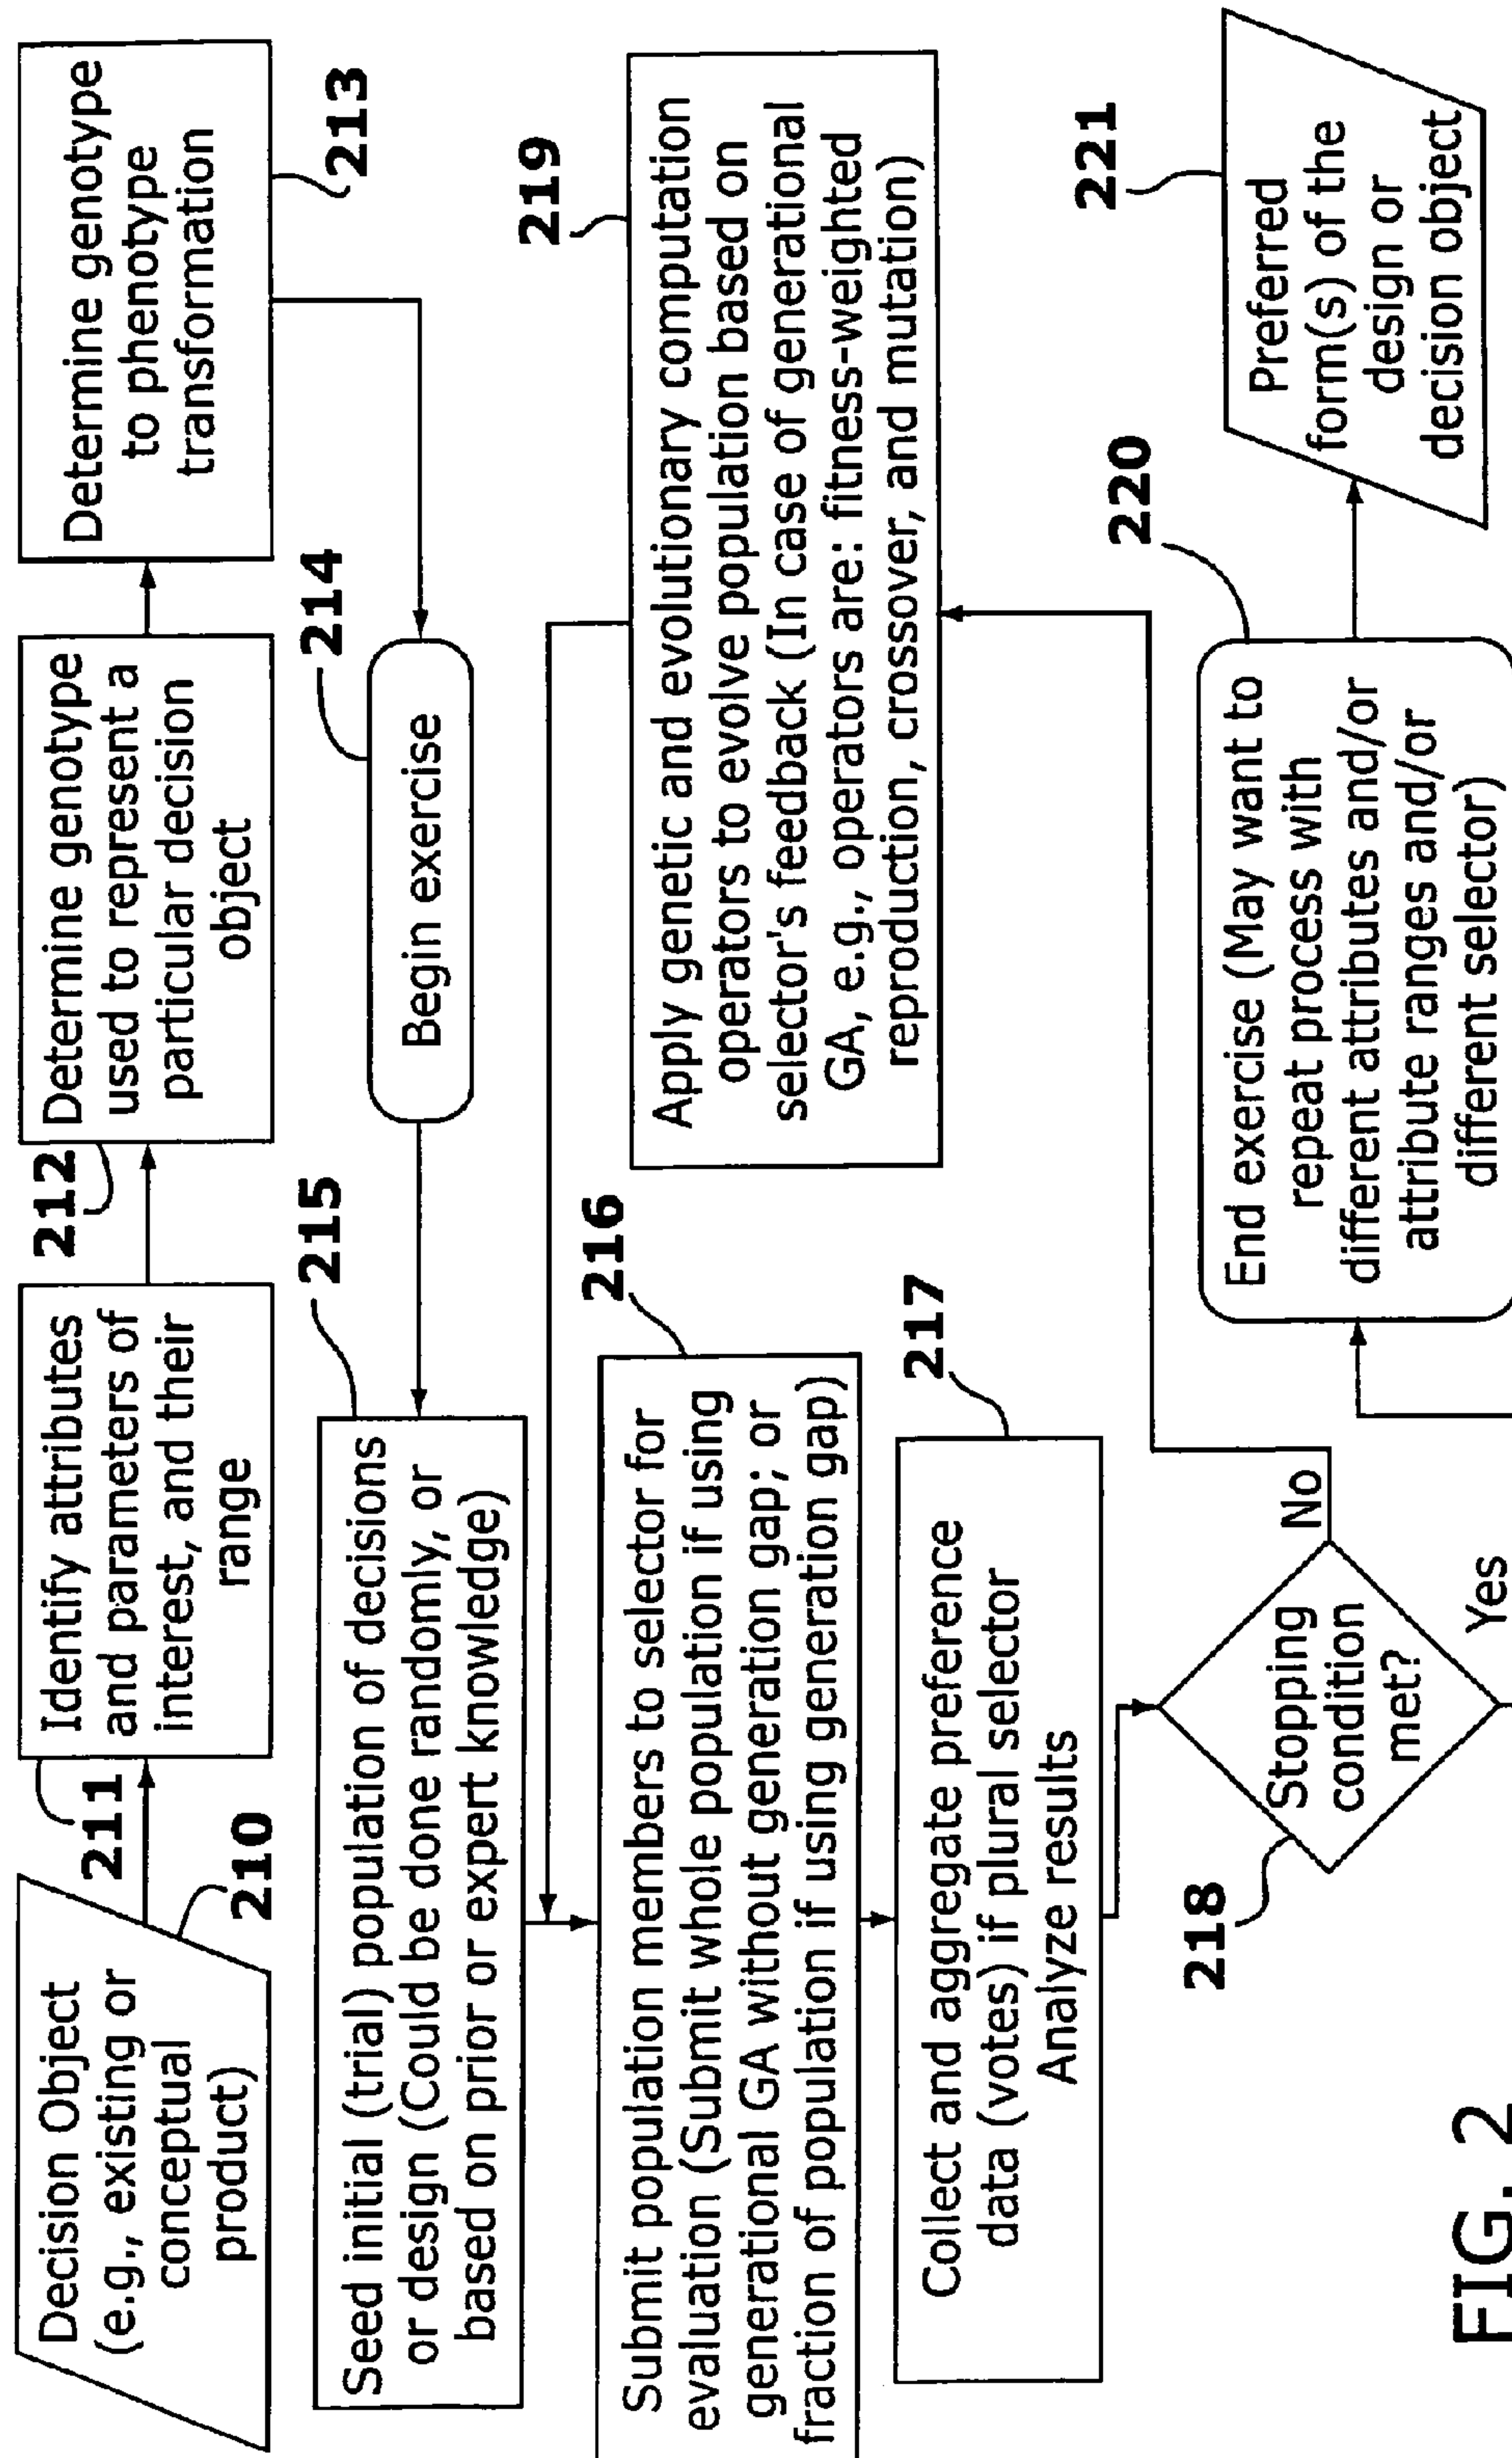 Decision Object
(e.g., existing or
conceptual
product)
210
211
Identify attributes
and parameters of
interest, and their
range
212
Determine genotype
used to represent a
particular decision
object
Determine genotype
to phenotype
transformation
213
214
Begin exercise
215
Seed initial (trial) population of decisions
or design (Could be done randomly, or
based on prior or expert knowledge)
216
Submit population members to selector for
evaluation (Submit whole population if using
generational GA without generation gap; or
fraction of population if using generation gap)
217
Collect and aggregate preference
data (votes) if plural selector
Analyze results
218
Stopping
condition
met?
No
Yes
219
Apply genetic and evolutionary computation
operators to evolve population based on
selector's feedback (In case of generational
GA, e.g., operators are: fitness-weighted
reproduction, crossover, and mutation)
220
End exercise (May want to
repeat process with
different attributes and/or
attribute ranges and/or
different selector)
221
Preferred
form(s) of the
design or
decision object
FIG. 2